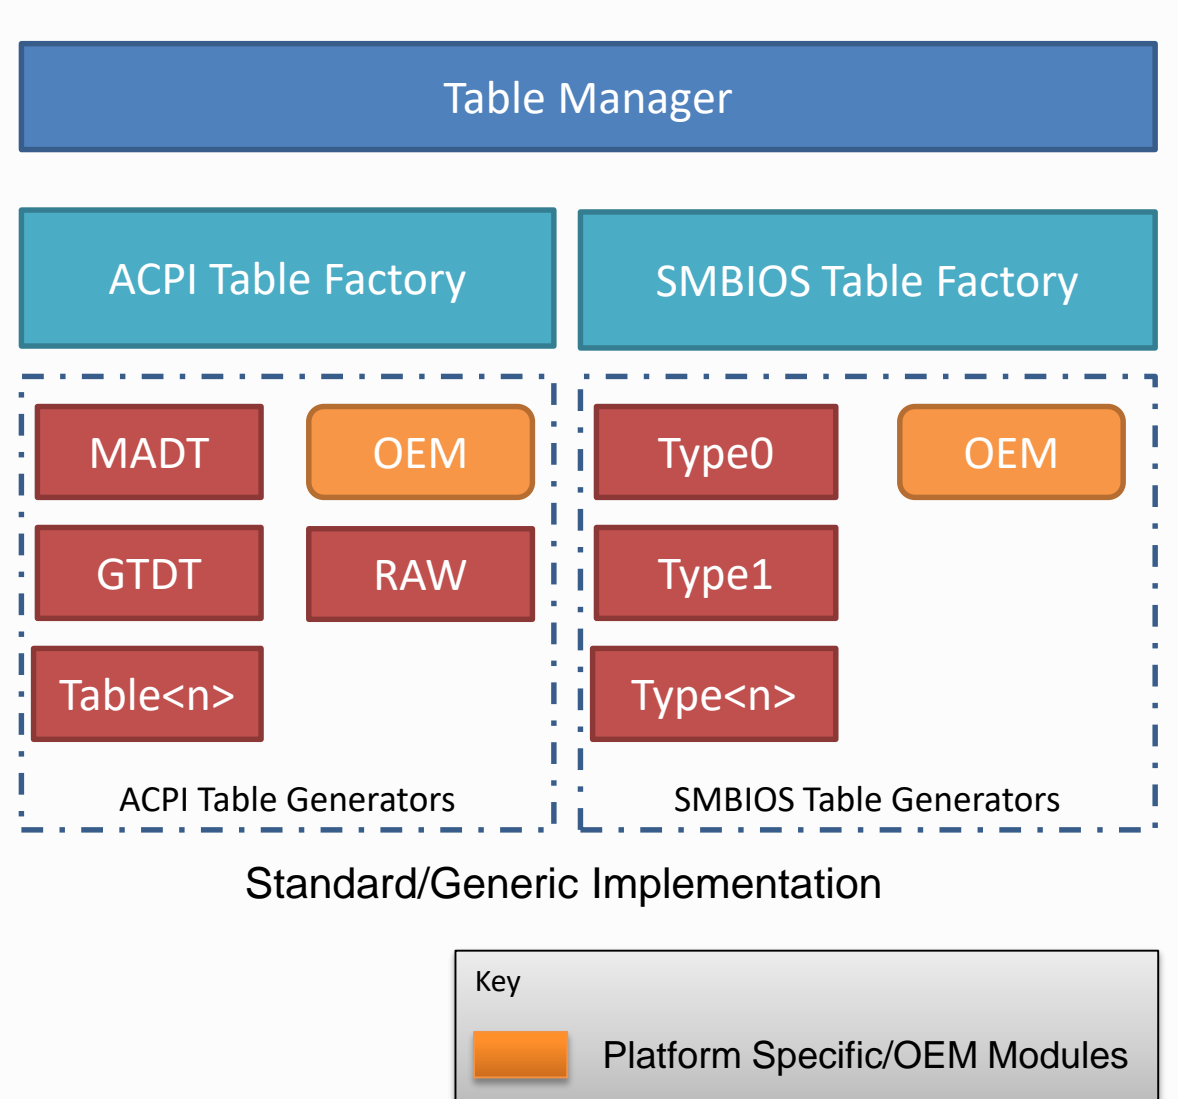 Table Manager
ACPI Table Factory
SMBIOS Table Factory
MADT
OEM
GTDT
RAW
Table<n>
ACPI Table Generators
Type0
OEM
Type1
Type<n>
SMBIOS Table Generators
Standard/Generic Implementation
Key
Platform Specific/OEM Modules